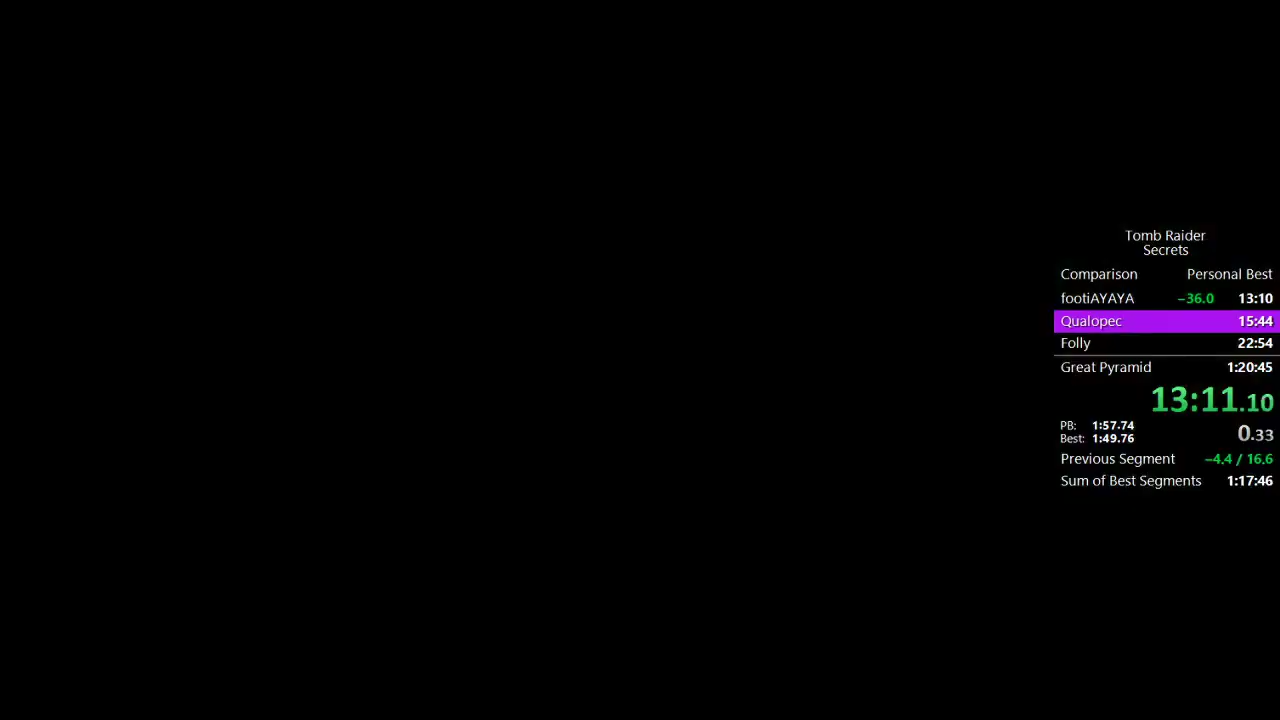 Tomb Raider
Secrets
Comparison Personal Best
footiAYAYA −36.0 13:10
Qualopec 15:44
Folly 22:54
Great Pyramid 1:20:45
13:11.10
PB: 1:57.74
Best: 1:49.76
0.33
Previous Segment −4.4 / 16.6
Sum of Best Segments 1:17:46